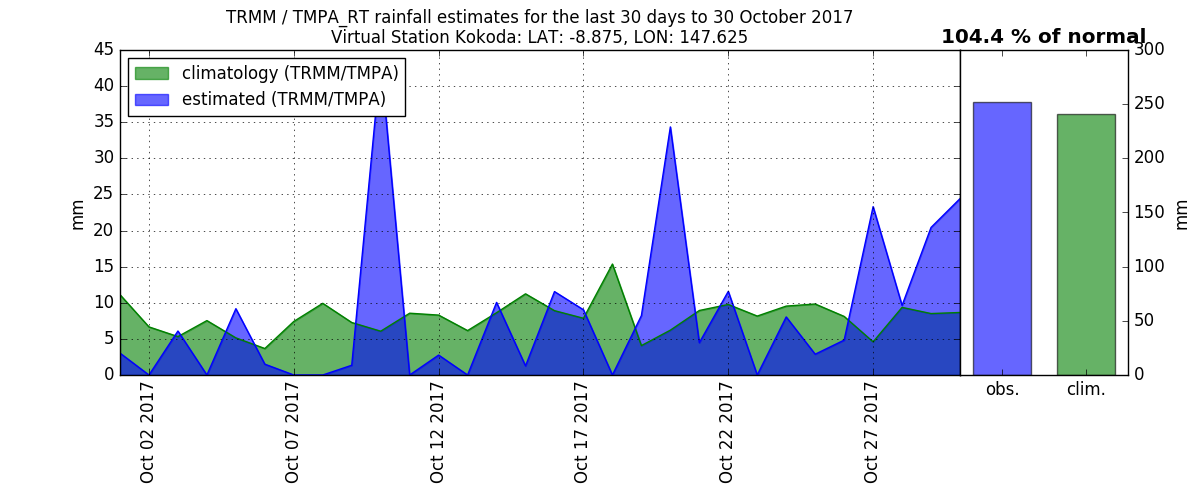 TRMM / TMPA_RT rainfall estimates for the last 30 days to 30 October 2017
Virtual Station Kokoda: LAT: -8.875, LON: 147.625
104.4 % of normal
climatology (TRMM/TMPA)
estimated (TRMM/TMPA)
45
40
35
30
25
20
15
10
5
0
mm
Oct 02 2017
Oct 07 2017
Oct 12 2017
Oct 17 2017
Oct 22 2017
Oct 27 2017
300
250
200
150
100
50
0
mm
obs.
clim.